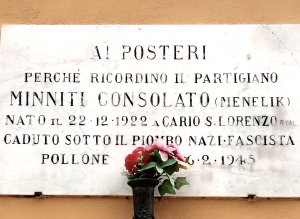 AI POSTERI
PERCHÉ RICORDINO IL PARTIGIANO
MINNITI CONSOLATO (MENELIK)
NATO IL 22-12-1922 A CARIO S. LORENZO
CADUTO SOTTO IL PIOMBO NAZI-FASCISTA
POLLONE 6-2-1945